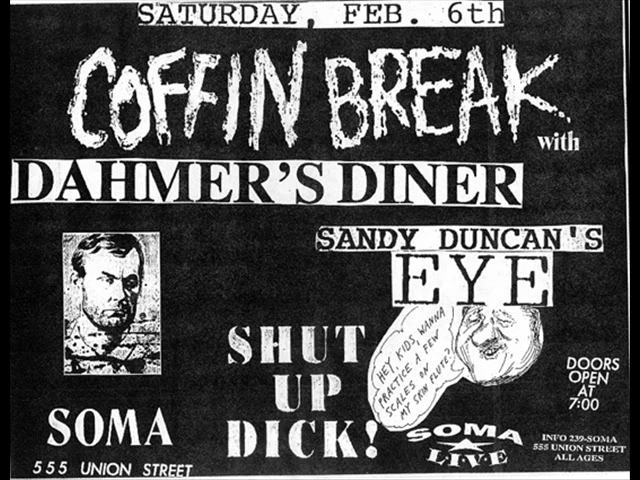 SATURDAY, FEB. 6th
COFFIN BREAK
with
DAHMER'S DINER
SANDY DUNCAN'S
EYE
HEY, KIDS, WANNA
PRACTICE A FEW
SCALES ON
MY SKIN FLUTE?
SHUT
UP
DICK!
DOORS
OPEN
AT
7:00
SOMA
555 UNION STREET
SOMA
LIVE
INFO 239-SOMA
555 UNION STREET
ALL AGES